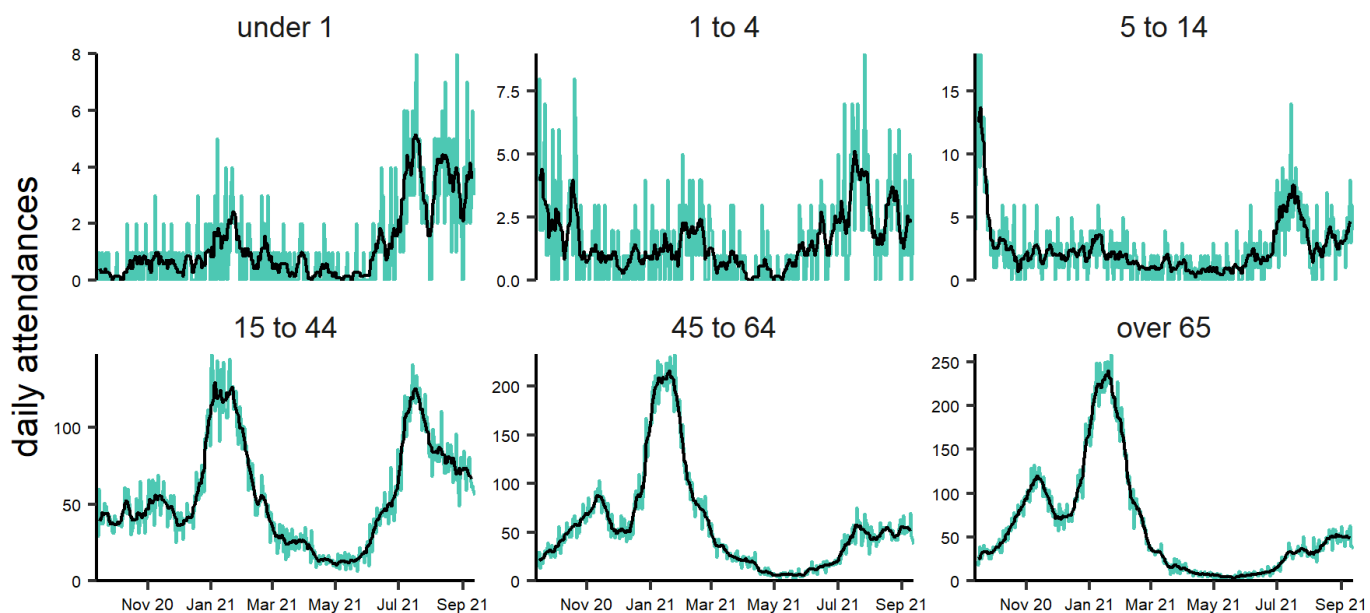 daily attendances
under 1
8
6
4
2
0
1 to 4
7.5
5.0
2.5
0.0
5 to 14
15
10
5
0
15 to 44
100
50
0
Nov 20 Jan 21 Mar 21 May 21 Jul 21 Sep 21
45 to 64
200
150
100
50
0
Nov 20 Jan 21 Mar 21 May 21 Jul 21 Sep 21
over 65
250
200
150
100
50
0
Nov 20 Jan 21 Mar 21 May 21 Jul 21 Sep 21